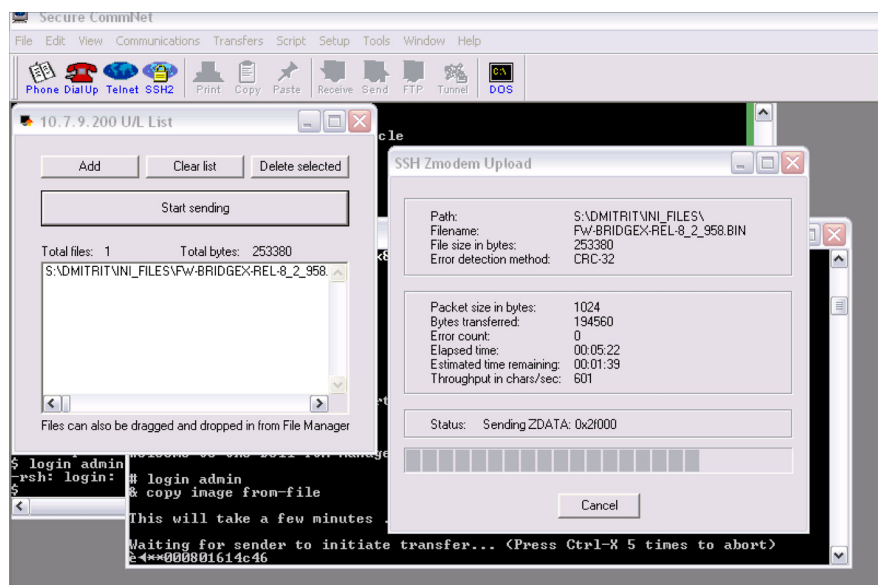 Secure CommNet
File Edit View Communications Transfers Script Setup Tools Window Help
Phone DialUp Telnet SSH2 Print Copy Paste Receive Send FTP Tunnel DOS
C:\
10.7.9.200 U/L List
cle
Add Clear list Delete selected
Start sending
Total files: 1 Total bytes: 253380
S:\DMITRIT\INI_FILES\FW-BRIDGEX-REL-8_2_958.
Files can also be dragged and dropped in from File Manager
SSH Zmodem Upload
Path: S:\DMITRIT\INI_FILES\
Filename: FW-BRIDGEX-REL-8_2_958.BIN
File size in bytes: 253380
Error detection method: CRC-32
Packet size in bytes: 1024
Bytes transferred: 194560
Error count: 0
Elapsed time: 00:05:22
Estimated time remaining: 00:01:39
Throughput in chars/sec: 601
Status: Sending ZDATA: 0x2f000
Cancel
$ login admin
-rsh: login:
$
# login admin
& copy image from-file
This will take a few minutes .
Waiting for sender to initiate transfer... (Press Ctrl-X 5 times to abort)
**000801614c46